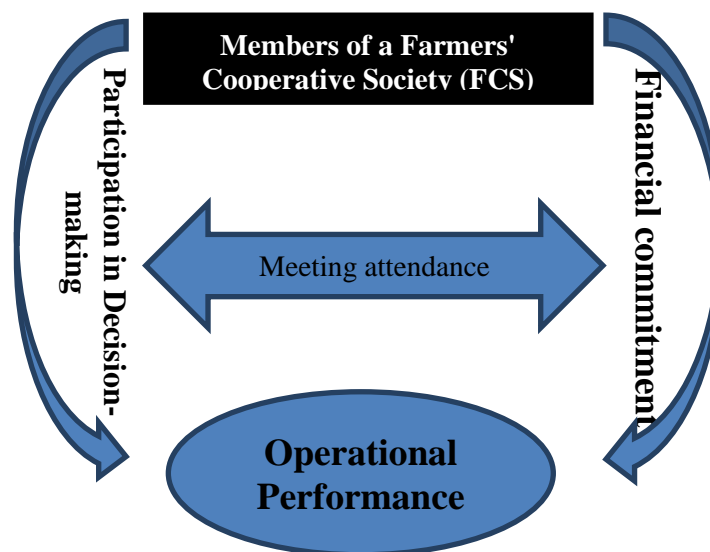 Members of a Farmers'
Cooperative Society (FCS)
Participation in Decision-
making
Financial commitment
Meeting attendance
Operational
Performance